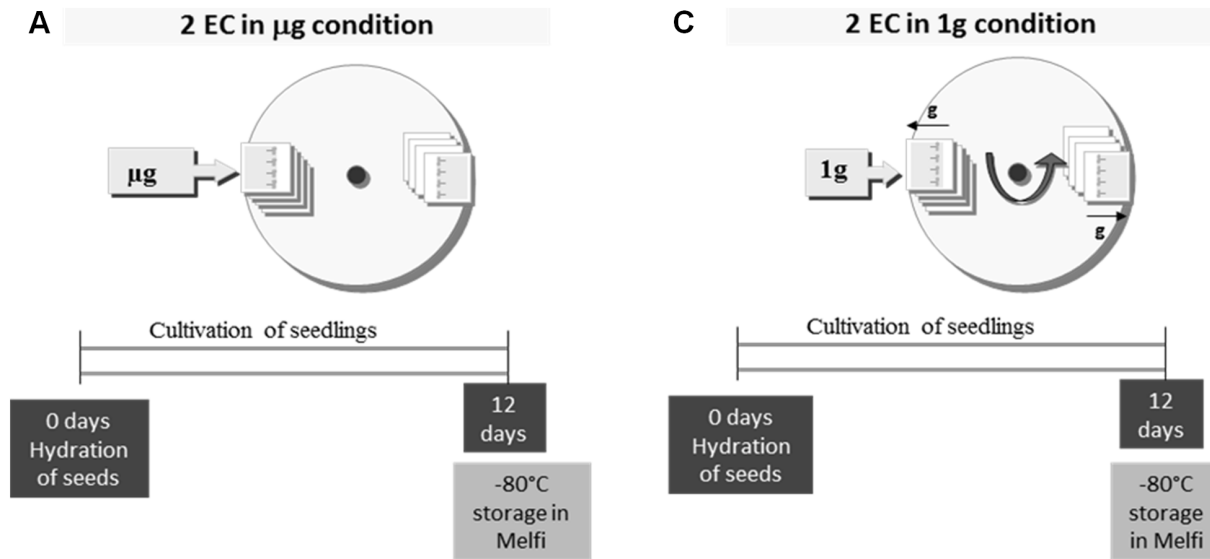 A
2 EC in µg condition
µg
Cultivation of seedlings
0 days
Hydration
of seeds
12
days
-80°C
storage in
Melfi
C
2 EC in 1g condition
g
1g
g
Cultivation of seedlings
0 days
Hydration
of seeds
12
days
-80°C
storage
in Melfi